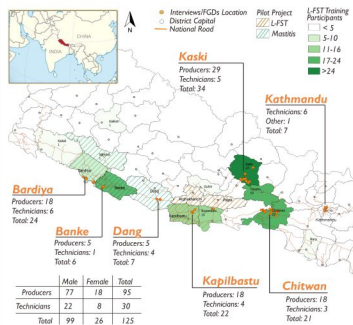 CHINA
INDIA
N
Interviews/FGDs Location
District Capital
National Road
Pilot Project
L-FST
Mastitis
L-FST Training
Participants
< 5
5-10
11-16
17-24
>24
Kaski
Producers: 29
Technicians: 5
Total: 34
Kathmandu
Technicians: 6
Other: 1
Total: 7
Bardiya
Producers: 18
Technicians: 6
Total: 24
Banke
Producers: 5
Technicians: 1
Total: 6
Dang
Producers: 5
Technicians: 4
Total: 7
Kapilbastu
Producers: 18
Technicians: 4
Total: 22
Chitwan
Producers: 18
Technicians: 3
Total: 21
Male Female Total
Producers 77 18 95
Technicians 22 8 30
Total 99 26 125